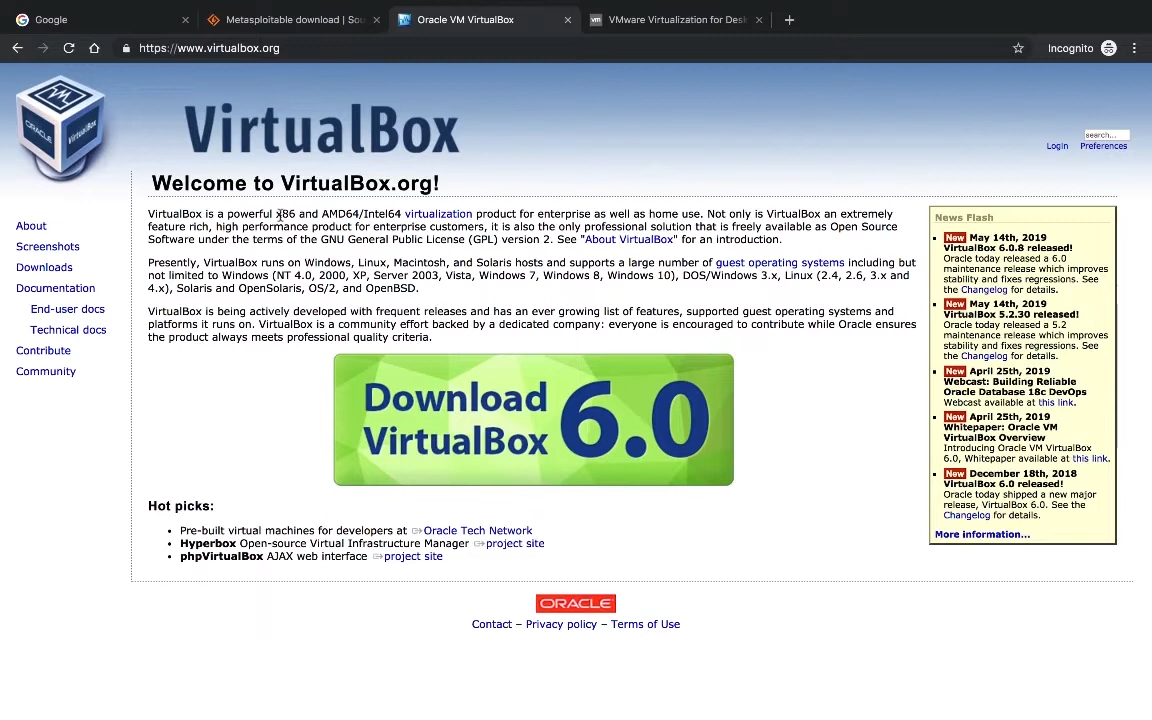 Google
Metasploitable download | Sou
Oracle VM VirtualBox
vm VMware Virtualization for Desk
https://www.virtualbox.org
Incognito
ORACLE
VirtualBox
VirtualBox
search...
Login Preferences
Welcome to VirtualBox.org!
VirtualBox is a powerful x86 and AMD64/Intel64 virtualization product for enterprise as well as home use. Not only is VirtualBox an extremely
feature rich, high performance product for enterprise customers, it is also the only professional solution that is freely available as Open Source
Software under the terms of the GNU General Public License (GPL) version 2. See "About VirtualBox" for an introduction.
Presently, VirtualBox runs on Windows, Linux, Macintosh, and Solaris hosts and supports a large number of guest operating systems including but
not limited to Windows (NT 4.0, 2000, XP, Server 2003, Vista, Windows 7, Windows 8, Windows 10), DOS/Windows 3.x, Linux (2.4, 2.6, 3.x and
4.x), Solaris and OpenSolaris, OS/2, and OpenBSD.
VirtualBox is being actively developed with frequent releases and has an ever growing list of features, supported guest operating systems and
platforms it runs on. VirtualBox is a community effort backed by a dedicated company: everyone is encouraged to contribute while Oracle ensures
the product always meets professional quality criteria.
About
Screenshots
Downloads
Documentation
End-user docs
Technical docs
Contribute
Community
Download
VirtualBox 6.0
Hot picks:
Pre-built virtual machines for developers at Oracle Tech Network
Hyperbox Open-source Virtual Infrastructure Manager project site
phpVirtualBox AJAX web interface project site
News Flash
New May 14th, 2019
VirtualBox 6.0.8 released!
Oracle today released a 6.0
maintenance release which improves
stability and fixes regressions. See
the Changelog for details.
New May 14th, 2019
VirtualBox 5.2.30 released!
Oracle today released a 5.2
maintenance release which improves
stability and fixes regressions. See
the Changelog for details.
New April 25th, 2019
Webcast: Building Reliable
Oracle Database 18c DevOps
Webcast available at this link.
New April 25th, 2019
Whitepaper: Oracle VM
VirtualBox Overview
Introducing Oracle VM VirtualBox
6.0, Whitepaper available at this link.
New December 18th, 2018
VirtualBox 6.0 released!
Oracle today shipped a new major
release, VirtualBox 6.0. See the
Changelog for details.
More information...
ORACLE
Contact – Privacy policy – Terms of Use